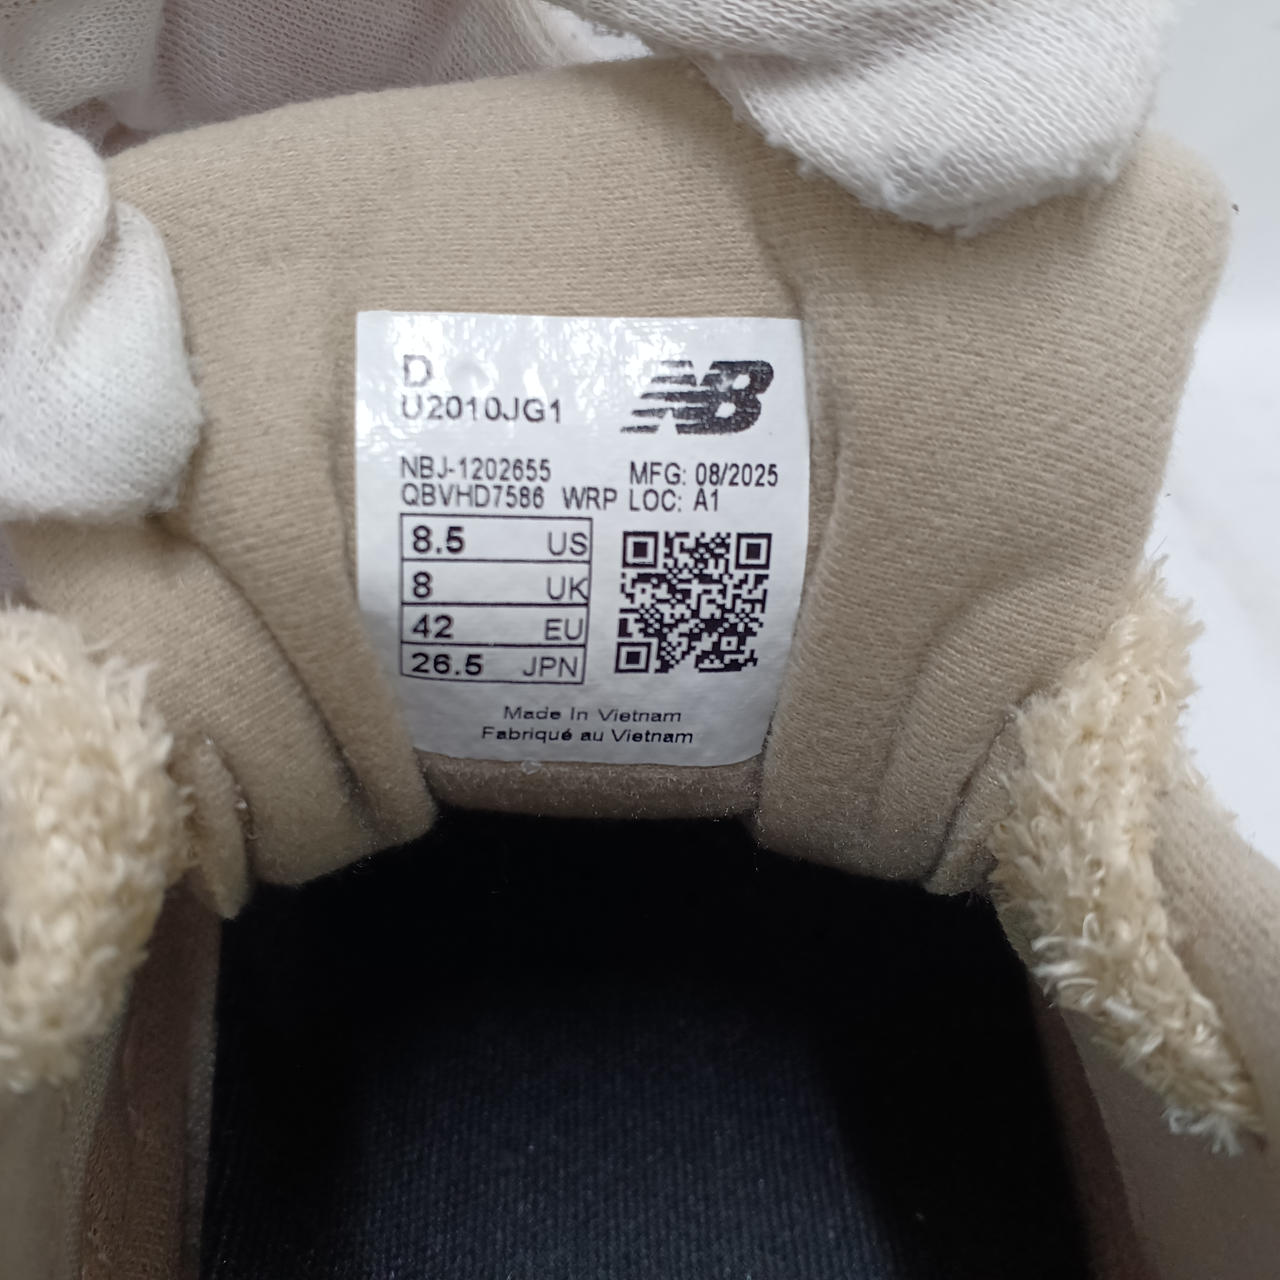 D
U2010JG1
NB
NBJ-1202655 MFG: 08/2025
QBVHD7586 WRP LOC: A1
8.5 US
8 UK
42 EU
26.5 JPN
Made In Vietnam
Fabriqué au Vietnam